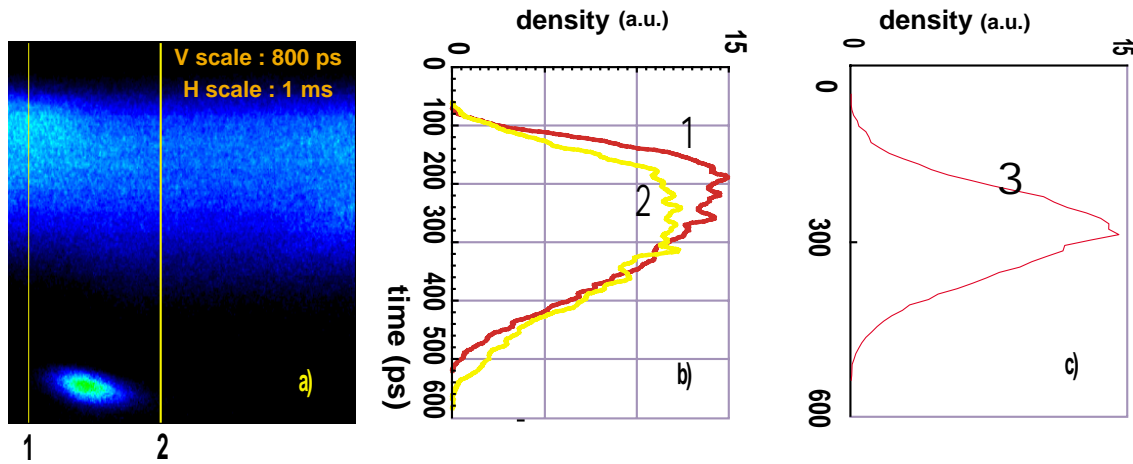 V scale : 800 ps
H scale : 1 ms
a)
1 2
density (a.u.)
0 15
0
100
200
300
400
500
600
time (ps)
1
2
b)
density (a.u.)
0 15
0
300
600
3
c)